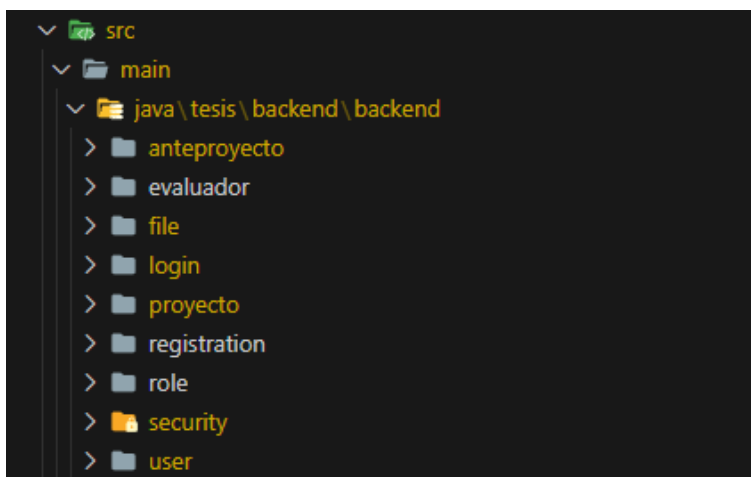 src
main
java\tesis\backend\backend
anteproyecto
evaluador
file
login
proyecto
registration
role
security
user